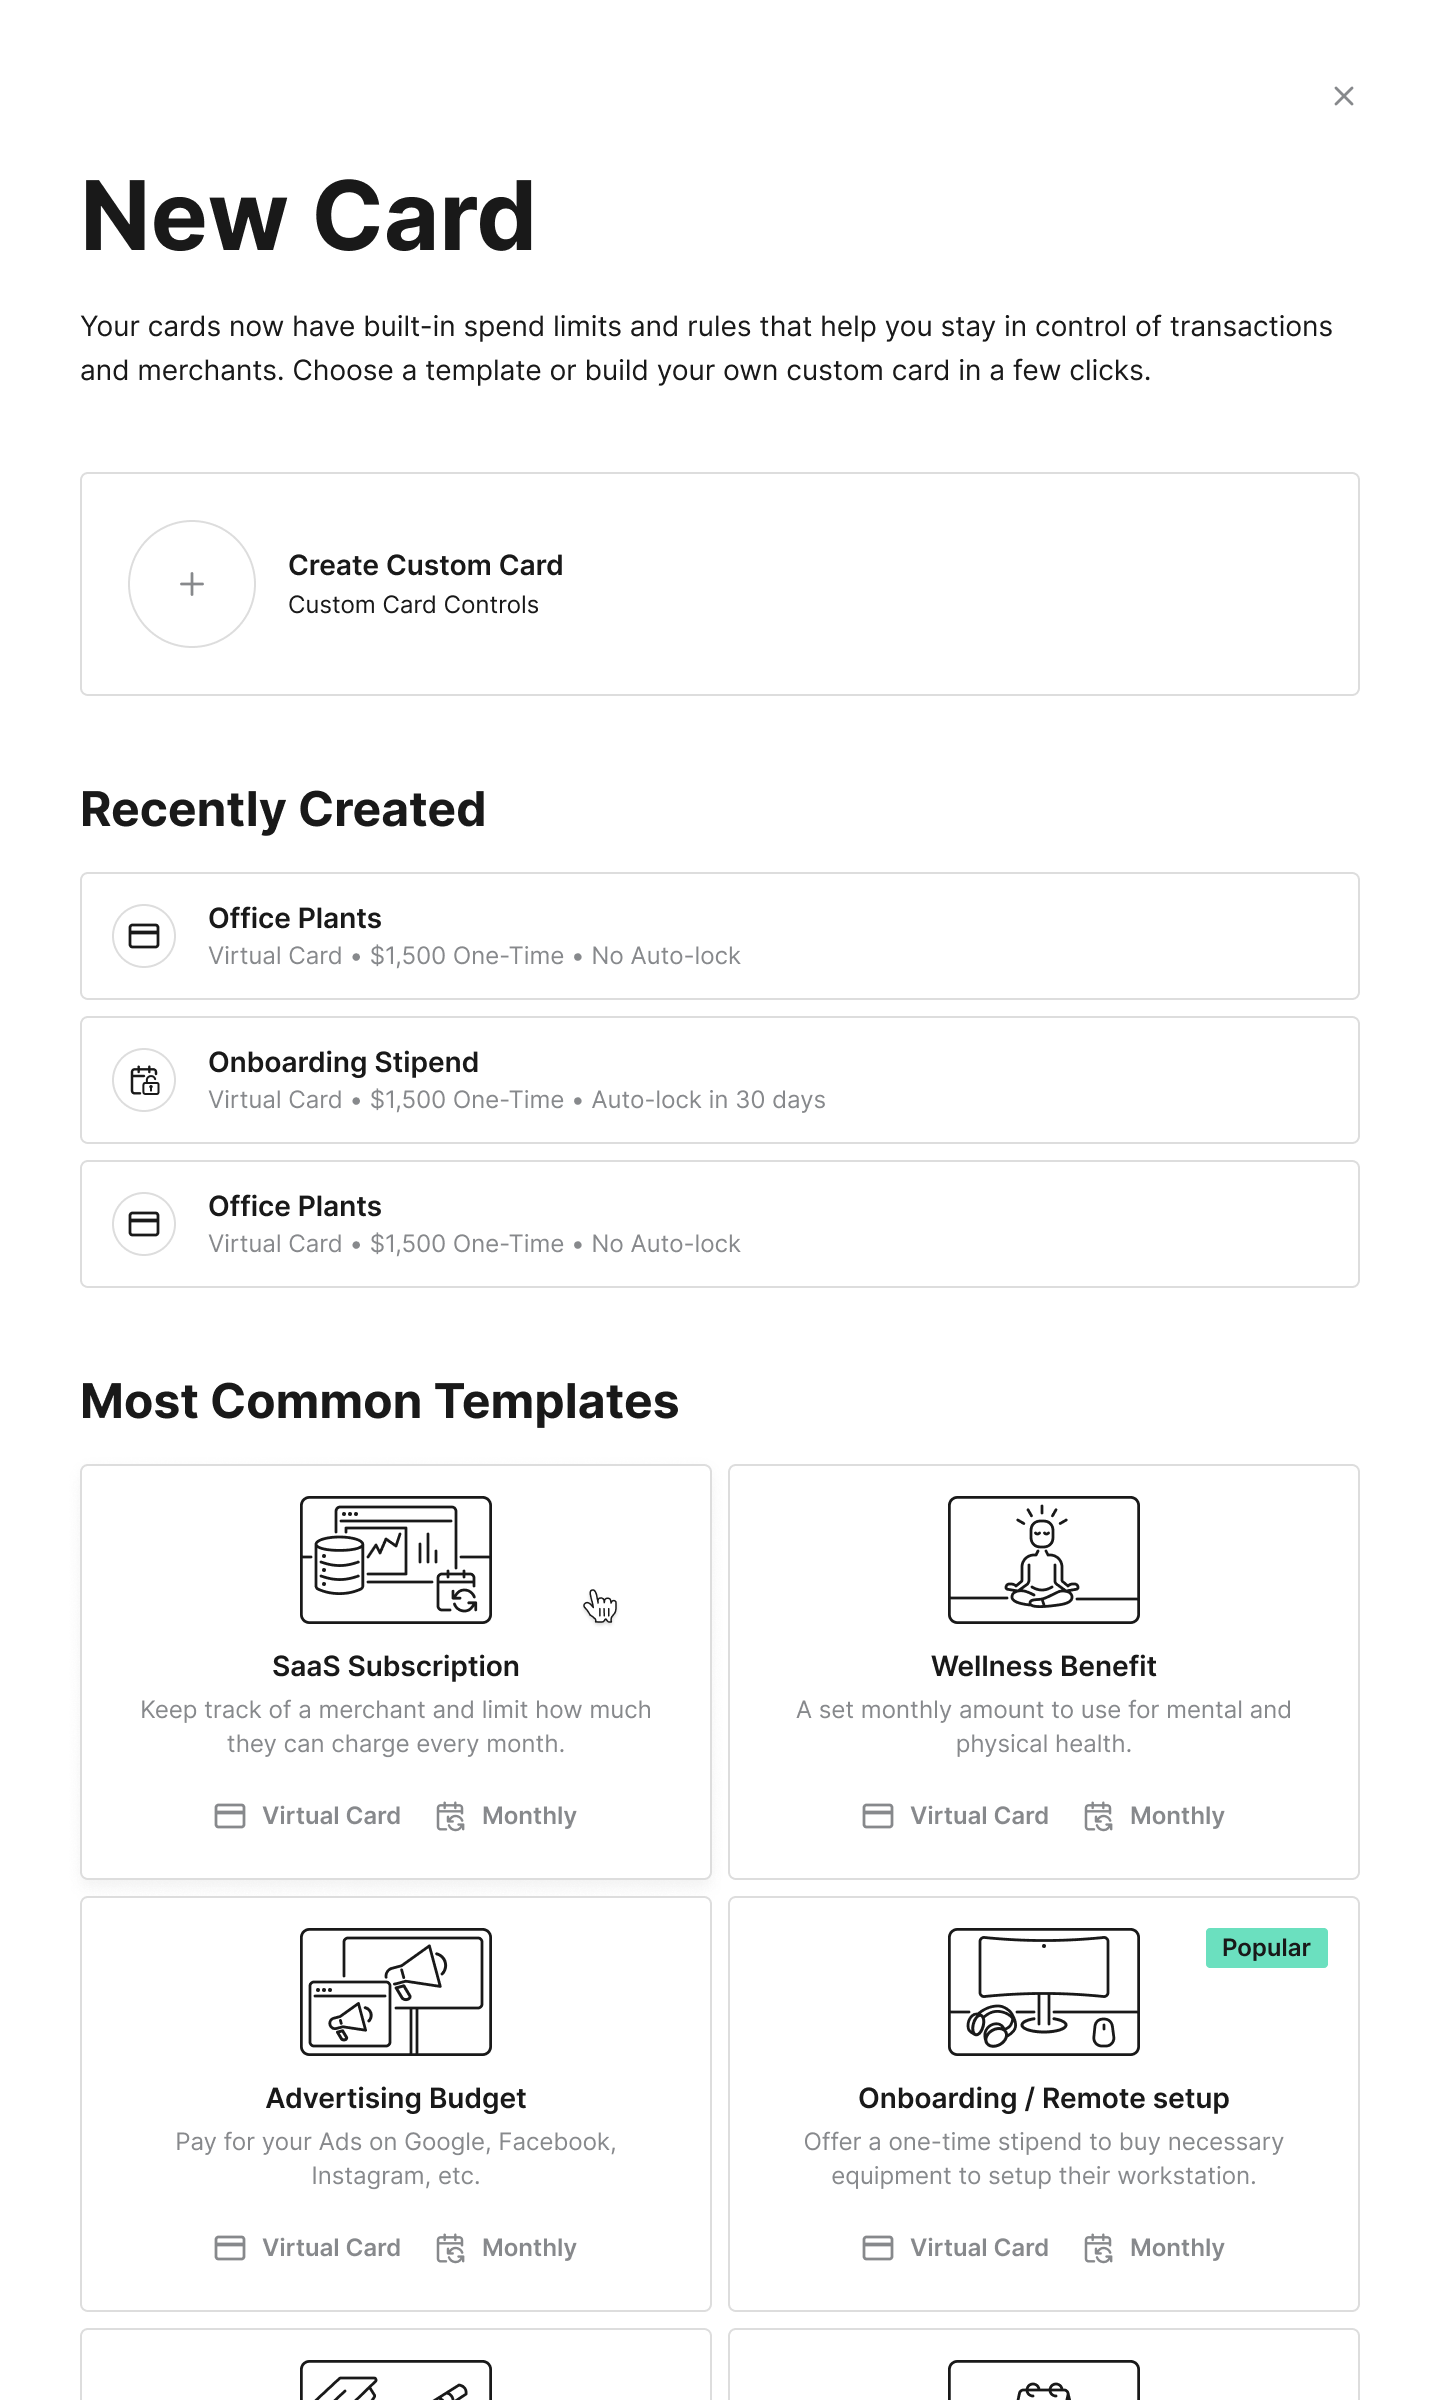 New Card
Your cards now have built-in spend limits and rules that help you stay in control of transactions
and merchants. Choose a template or build your own custom card in a few clicks.
Create Custom Card
Custom Card Controls
Recently Created
Office Plants
Virtual Card • $1,500 One-Time • No Auto-lock
Onboarding Stipend
Virtual Card • $1,500 One-Time • Auto-lock in 30 days
Office Plants
Virtual Card • $1,500 One-Time • No Auto-lock
Most Common Templates
SaaS Subscription
Keep track of a merchant and limit how much
they can charge every month.
Virtual Card Monthly
Wellness Benefit
A set monthly amount to use for mental and
physical health.
Virtual Card Monthly
Advertising Budget
Pay for your Ads on Google, Facebook,
Instagram, etc.
Virtual Card Monthly
Popular
Onboarding / Remote setup
Offer a one-time stipend to buy necessary
equipment to setup their workstation.
Virtual Card Monthly